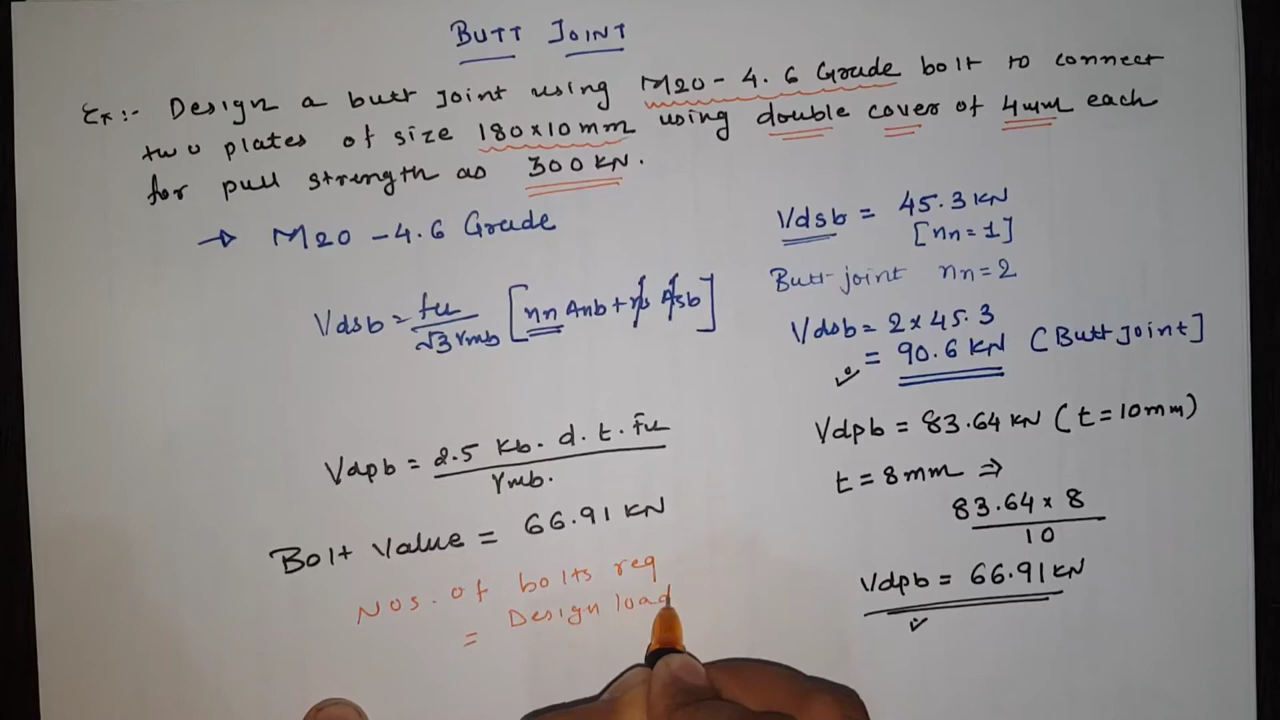 BUTT JOINT
Ex:- Design a butt joint using M20-4.6 Grade bolt to connect
two plates of size 180x10mm using double cover of 4mm each
for pull strength as 300KN.
→ M20 -4.6 Grade
Vdsb = fu / √3 γmb [nn Anb + ns Asb]
Vdpb = 2.5 Kb. d. t. fu / γmb.
Bolt Value = 66.91 KN
Nos. of bolts req
= Design load
Vdsb = 45.3 KN
[nn = 1]
Butt-joint nn = 2
Vdsb = 2 x 45.3
= 90.6 KN (Butt Joint]
Vdpb = 83.64 KN (t = 10mm)
t = 8mm ⇒
83.64 x 8
10
Vdpb = 66.91 KN